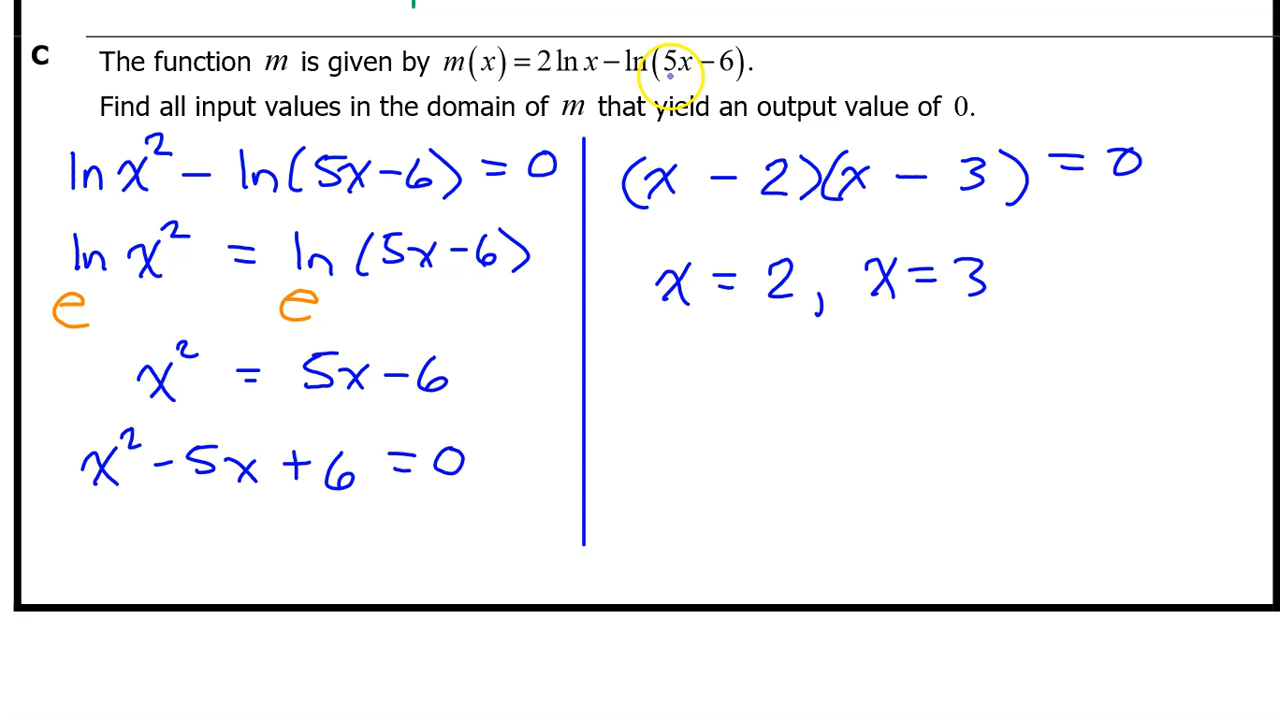 C The function m is given by m(x) = 2 ln x − ln(5x − 6).
Find all input values in the domain of m that yield an output value of 0.
ln x² − ln(5x − 6) = 0
ln x² = ln(5x − 6)
e e
x² = 5x − 6
x² − 5x + 6 = 0
(x − 2)(x − 3) = 0
x = 2, x = 3